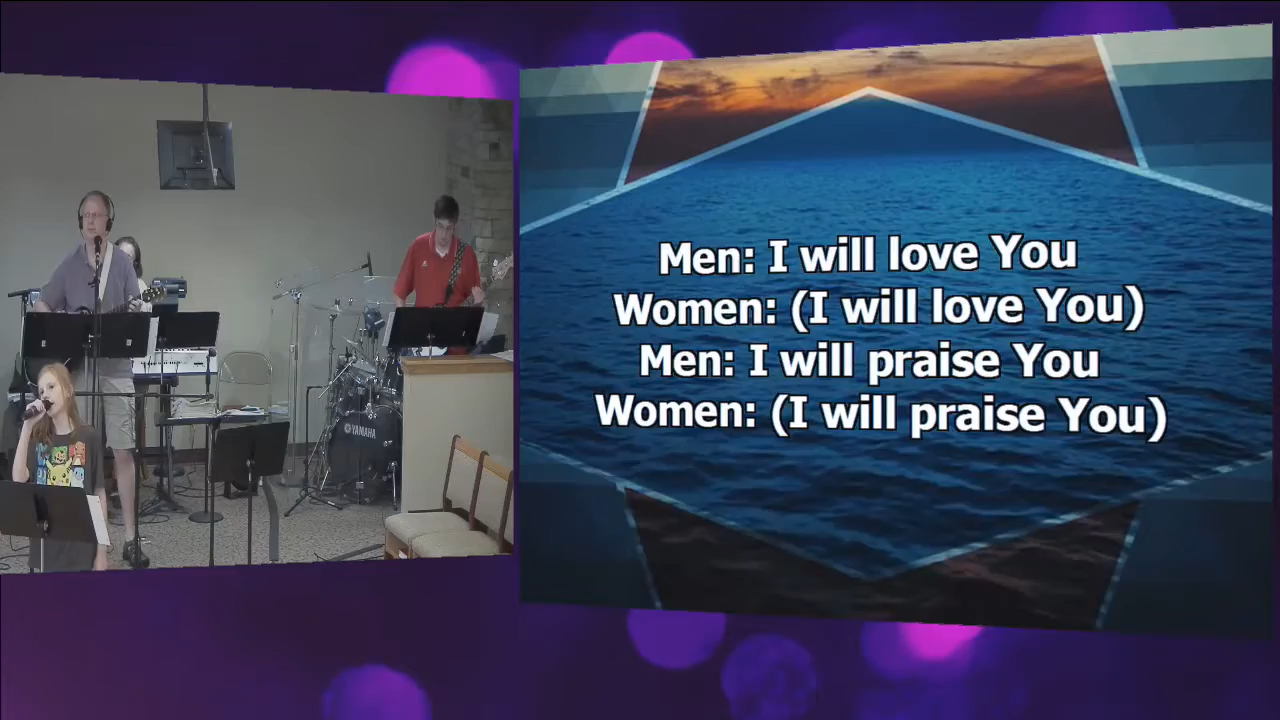 Men: I will love You
Women: (I will love You)
Men: I will praise You
Women: (I will praise You)
YAMAHA